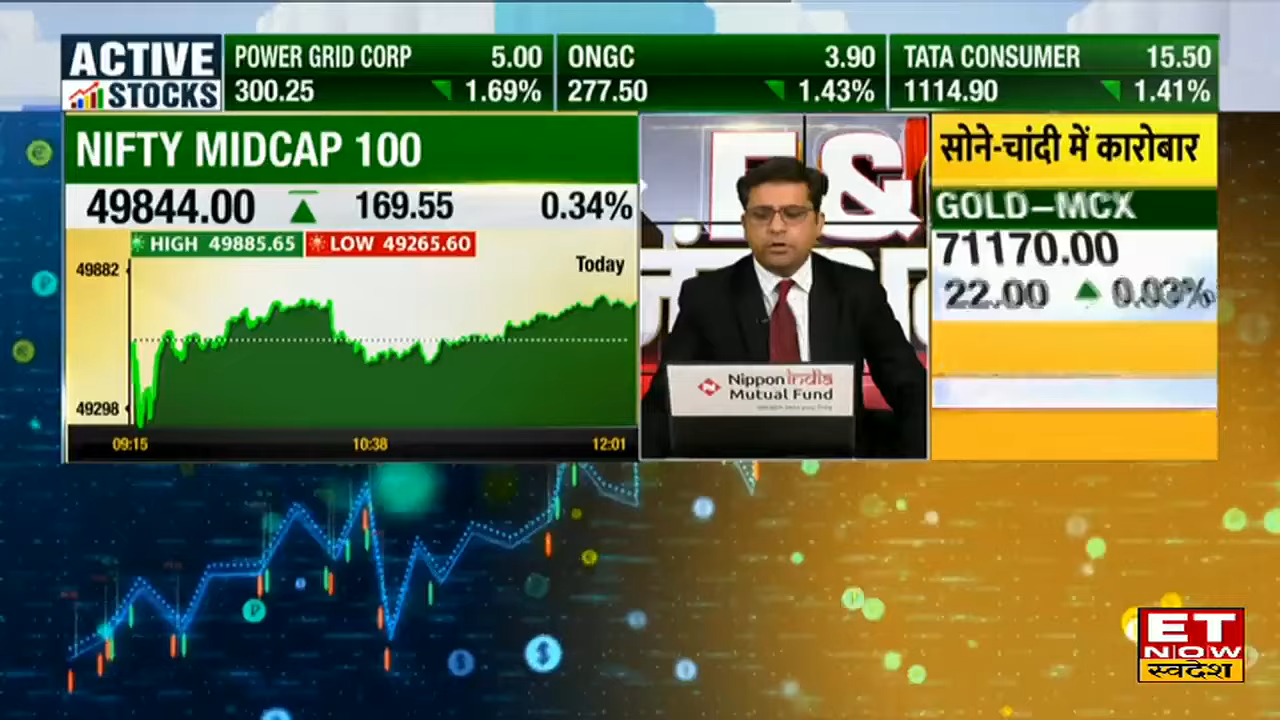 ACTIVE
STOCKS
POWER GRID CORP 5.00
300.25 1.69%
ONGC 3.90
277.50 1.43%
TATA CONSUMER 15.50
1114.90 1.41%
NIFTY MIDCAP 100
49844.00 169.55 0.34%
HIGH 49885.65 LOW 49265.60
49882
Today
49298
09:15 10:38 12:01
E&
Nippon india
Mutual Fund
सोने-चांदी में कारोबार
GOLD-MCX
71170.00
22.00 0.03%
ET
NOW
स्वदेश